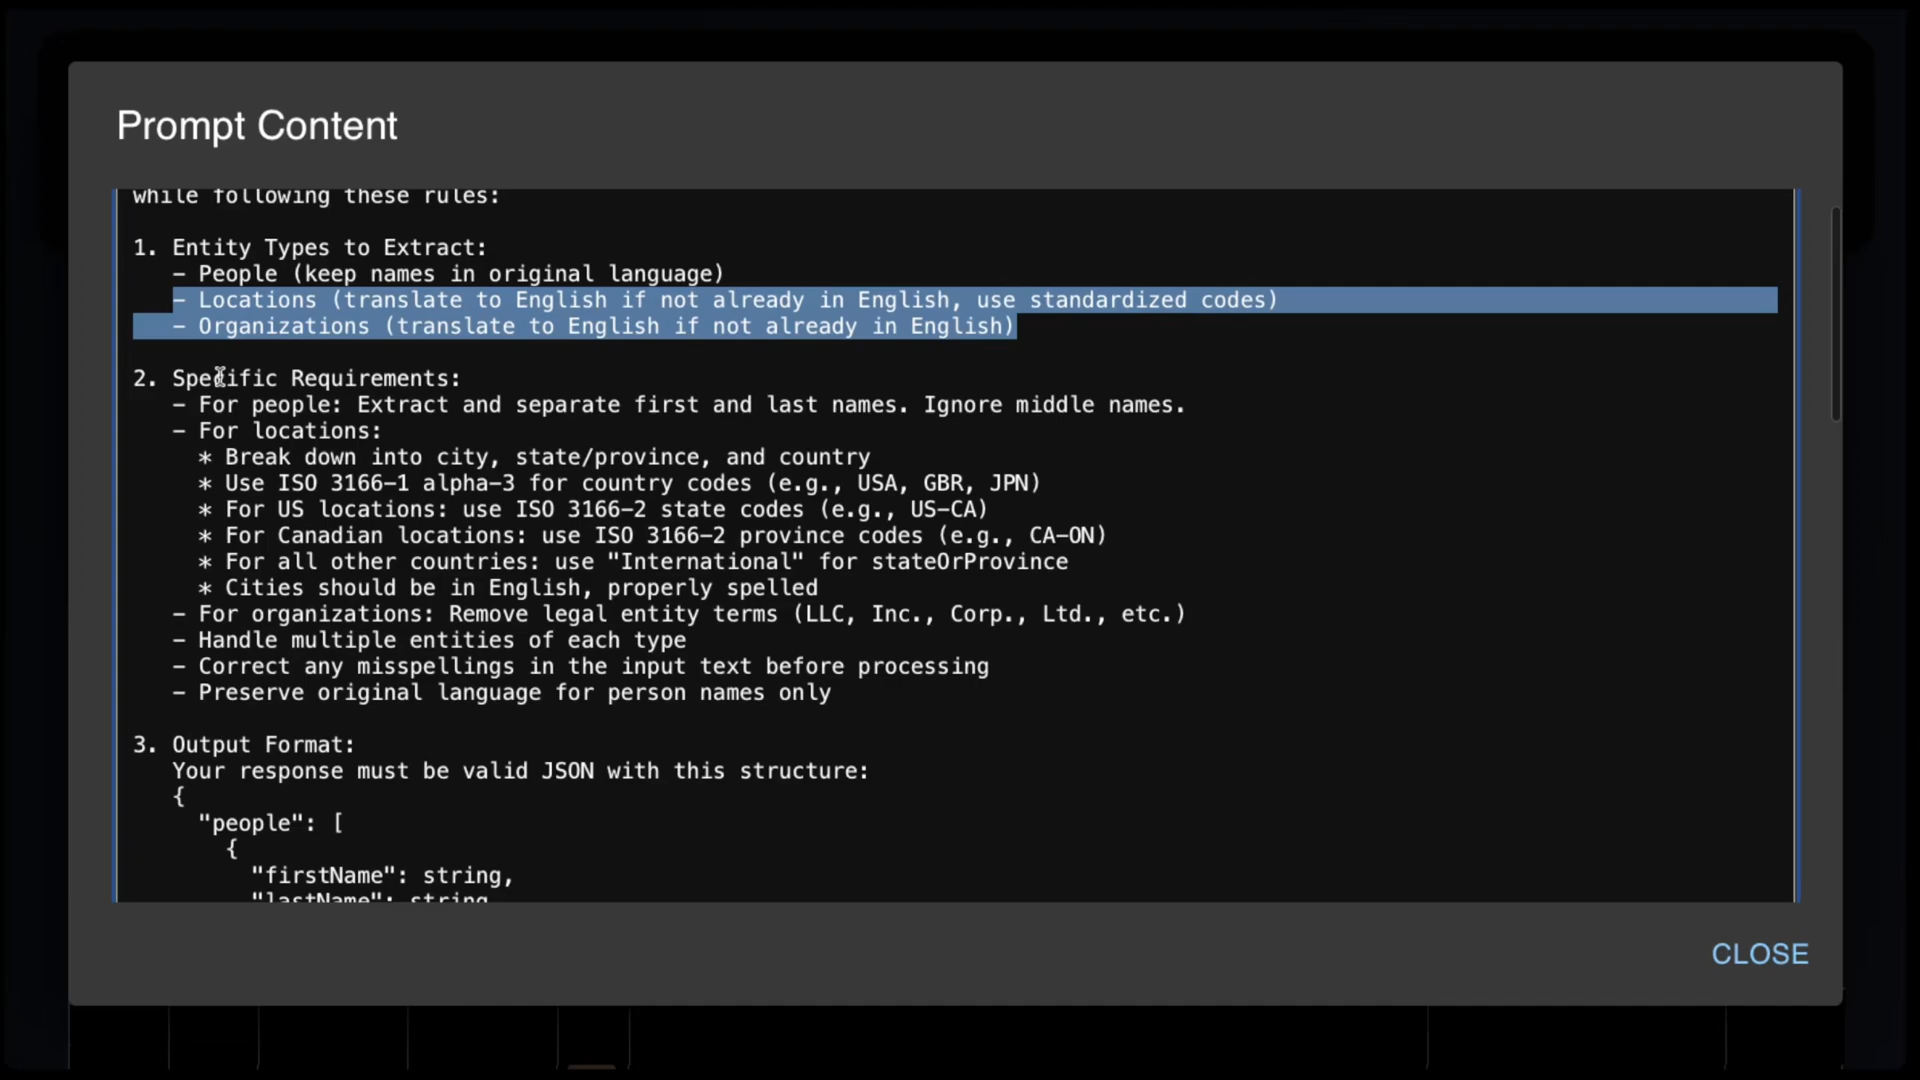 Prompt Content
while following these rules:
1. Entity Types to Extract:
- People (keep names in original language)
- Locations (translate to English if not already in English, use standardized codes)
- Organizations (translate to English if not already in English)
2. Specific Requirements:
- For people: Extract and separate first and last names. Ignore middle names.
- For locations:
* Break down into city, state/province, and country
* Use ISO 3166-1 alpha-3 for country codes (e.g., USA, GBR, JPN)
* For US locations: use ISO 3166-2 state codes (e.g., US-CA)
* For Canadian locations: use ISO 3166-2 province codes (e.g., CA-ON)
* For all other countries: use "International" for stateOrProvince
* Cities should be in English, properly spelled
- For organizations: Remove legal entity terms (LLC, Inc., Corp., Ltd., etc.)
- Handle multiple entities of each type
- Correct any misspellings in the input text before processing
- Preserve original language for person names only
3. Output Format:
Your response must be valid JSON with this structure:
{
"people": [
{
"firstName": string,
"lastName": string
CLOSE